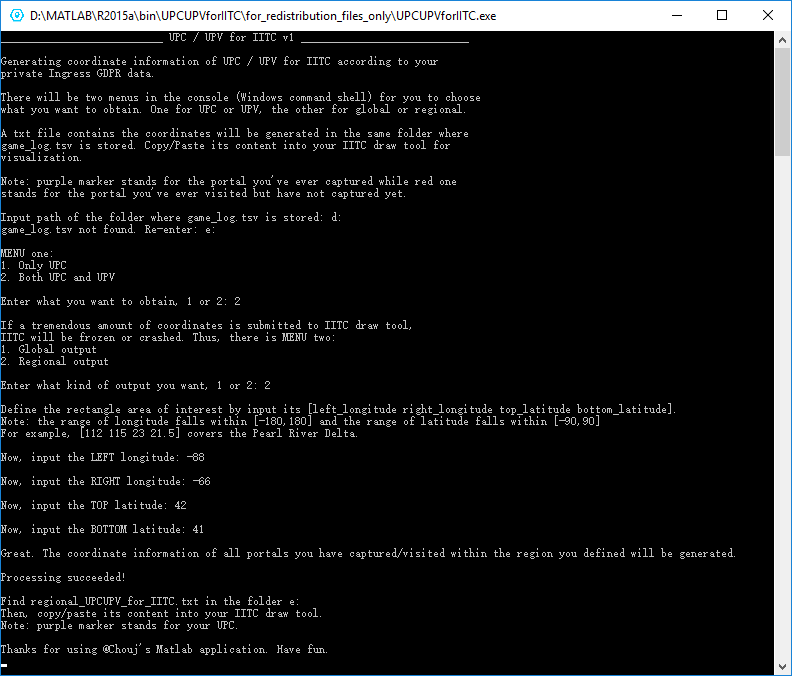 D:\MATLAB\R2015a\bin\UPCUPVforIITC\for_redistribution_files_only\UPCUPVforIITC.exe
___________________________ UPC / UPV for IITC v1 ____________________________
Generating coordinate information of UPC / UPV for IITC according to your
private Ingress GDPR data.
There will be two menus in the console (Windows command shell) for you to choose
what you want to obtain. One for UPC or UPV, the other for global or regional.
A txt file contains the coordinates will be generated in the same folder where
game_log.tsv is stored. Copy/Paste its content into your IITC draw tool for
visualization.
Note: purple marker stands for the portal you've ever captured while red one
stands for the portal you've ever visited but have not captured yet.
Input path of the folder where game_log.tsv is stored: d:
game_log.tsv not found. Re-enter: e:
MENU one:
1. Only UPC
2. Both UPC and UPV
Enter what you want to obtain, 1 or 2: 2
If a tremendous amount of coordinates is submitted to IITC draw tool,
IITC will be frozen or crashed. Thus, there is MENU two:
1. Global output
2. Regional output
Enter what kind of output you want, 1 or 2: 2
Define the rectangle area of interest by input its [left_longitude right_longitude top_latitude bottom_latitude].
Note: the range of longitude falls within [-180,180] and the range of latitude falls within [-90,90]
For example, [112 115 23 21.5] covers the Pearl River Delta.
Now, input the LEFT longitude: -88
Now, input the RIGHT longitude: -66
Now, input the TOP latitude: 42
Now, input the BOTTOM latitude: 41
Great. The coordinate information of all portals you have captured/visited within the region you defined will be generated.
Processing succeeded!
Find regional_UPCUPV_for_IITC.txt in the folder e:
Then, copy/paste its content into your IITC draw tool.
Note: purple marker stands for your UPC.
Thanks for using @Chouj's Matlab application. Have fun.